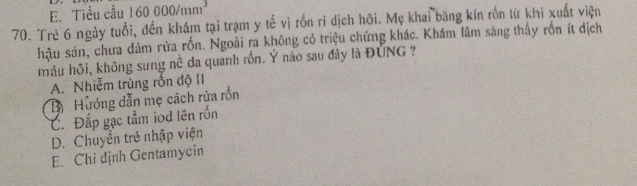 E. Tiểu cầu 160 000/mm³
70. Trẻ 6 ngày tuổi, đến khám tại trạm y tế vì rốn rỉ dịch hôi. Mẹ khai băng kín rốn từ khi xuất viện
hậu sản, chưa dám rửa rốn. Ngoài ra không có triệu chứng khác. Khám lâm sàng thấy rốn ít dịch
máu hôi, không sưng nề da quanh rốn. Ý nào sau đây là ĐÚNG ?
A. Nhiễm trùng rốn độ II
B. Hướng dẫn mẹ cách rửa rốn
C. Đắp gạc tẩm iod lên rốn
D. Chuyển trẻ nhập viện
E. Chỉ định Gentamycin